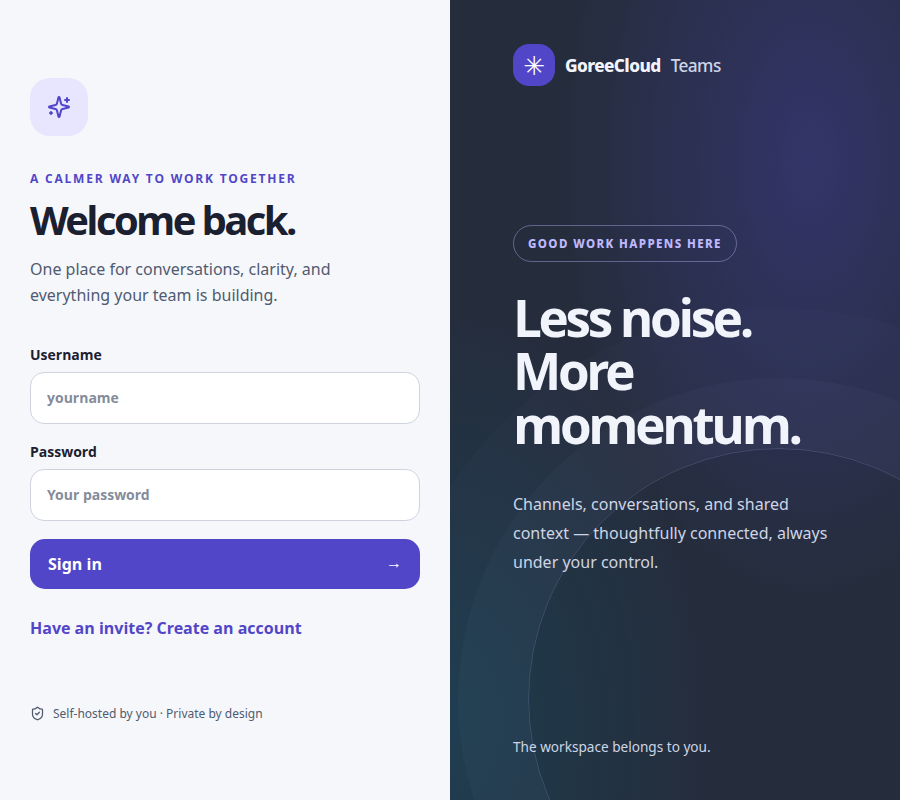 A CALMER WAY TO WORK TOGETHER
Welcome back.
One place for conversations, clarity, and
everything your team is building.
Username
yourname
Password
Your password
Sign in →
Have an invite? Create an account
Self-hosted by you · Private by design
GoreeCloud Teams
GOOD WORK HAPPENS HERE
Less noise.
More
momentum.
Channels, conversations, and shared
context — thoughtfully connected, always
under your control.
The workspace belongs to you.